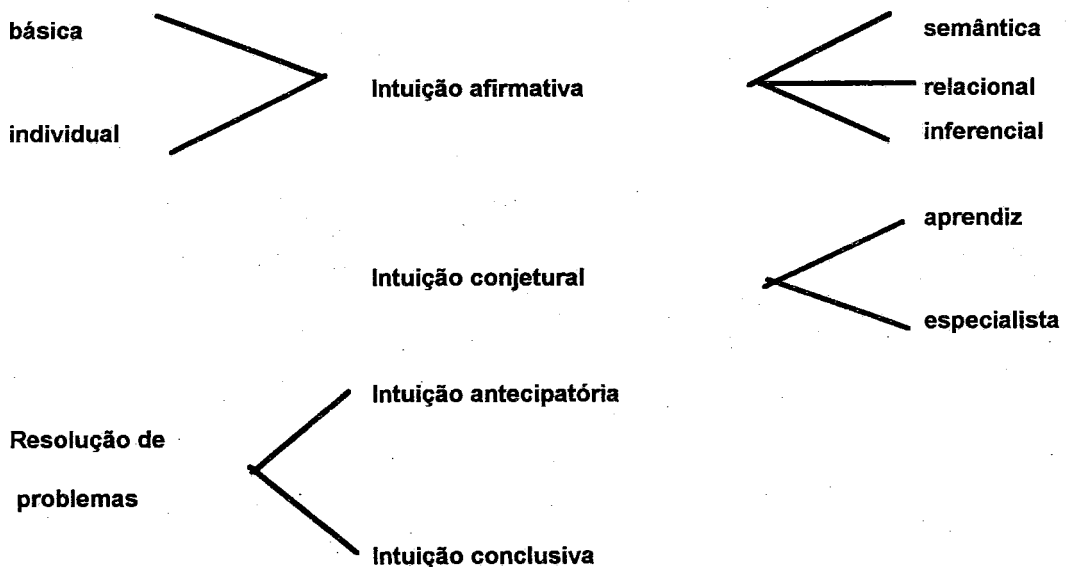 básica
semântica
Intuição afirmativa
relacional
individual
inferencial
aprendiz
Intuição conjetural
especialista
Intuição antecipatória
Resolução de
problemas
Intuição conclusiva